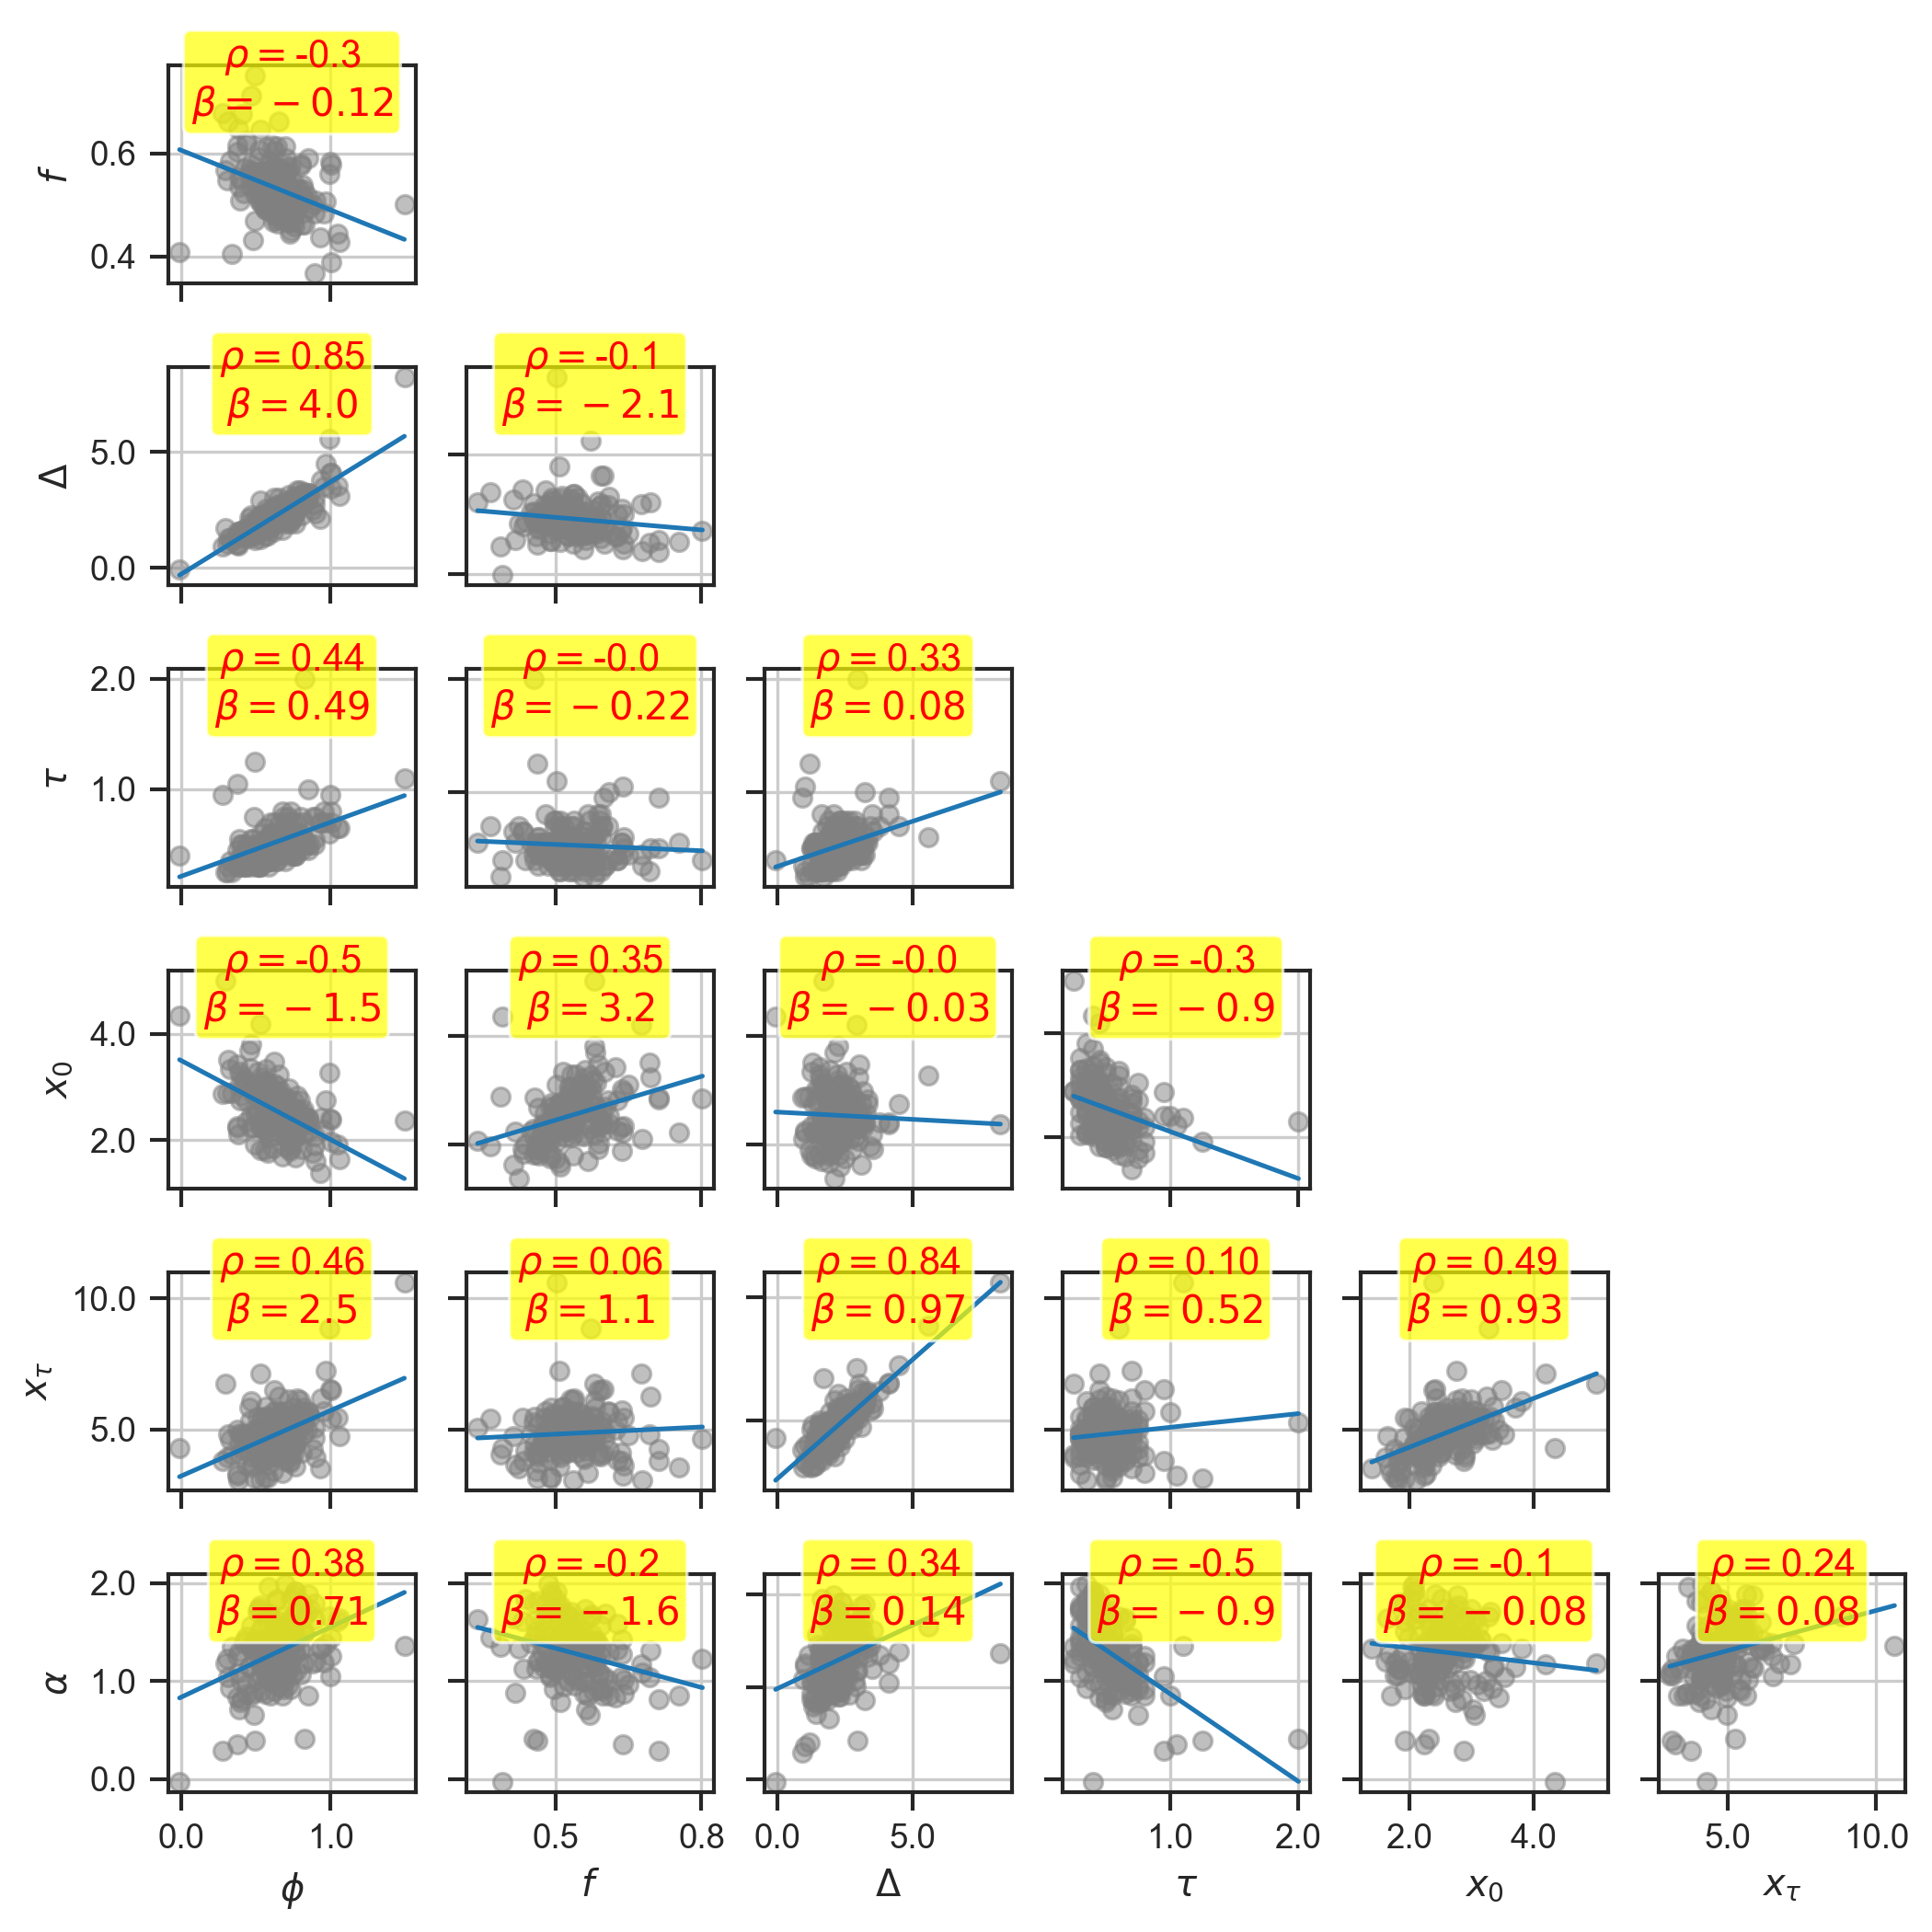 ρ = -0.3
β = −0.12
0.6
f
0.4
ρ = 0.85
β = 4.0
ρ = -0.1
β = −2.1
5.0
Δ
0.0
ρ = 0.44
β = 0.49
ρ = -0.0
β = −0.22
ρ = 0.33
β = 0.08
2.0
τ
1.0
ρ = -0.5
β = −1.5
ρ = 0.35
β = 3.2
ρ = -0.0
β = −0.03
ρ = -0.3
β = −0.9
4.0
x₀
2.0
ρ = 0.46
β = 2.5
ρ = 0.06
β = 1.1
ρ = 0.84
β = 0.97
ρ = 0.10
β = 0.52
ρ = 0.49
β = 0.93
10.0
x_τ
5.0
ρ = 0.38
β = 0.71
ρ = -0.2
β = −1.6
ρ = 0.34
β = 0.14
ρ = -0.5
β = −0.9
ρ = -0.1
β = −0.08
ρ = 0.24
β = 0.08
2.0
α
1.0
0.0
0.0 1.0 0.5 0.8 0.0 5.0 1.0 2.0 2.0 4.0 5.0 10.0
ϕ f Δ τ x₀ x_τ